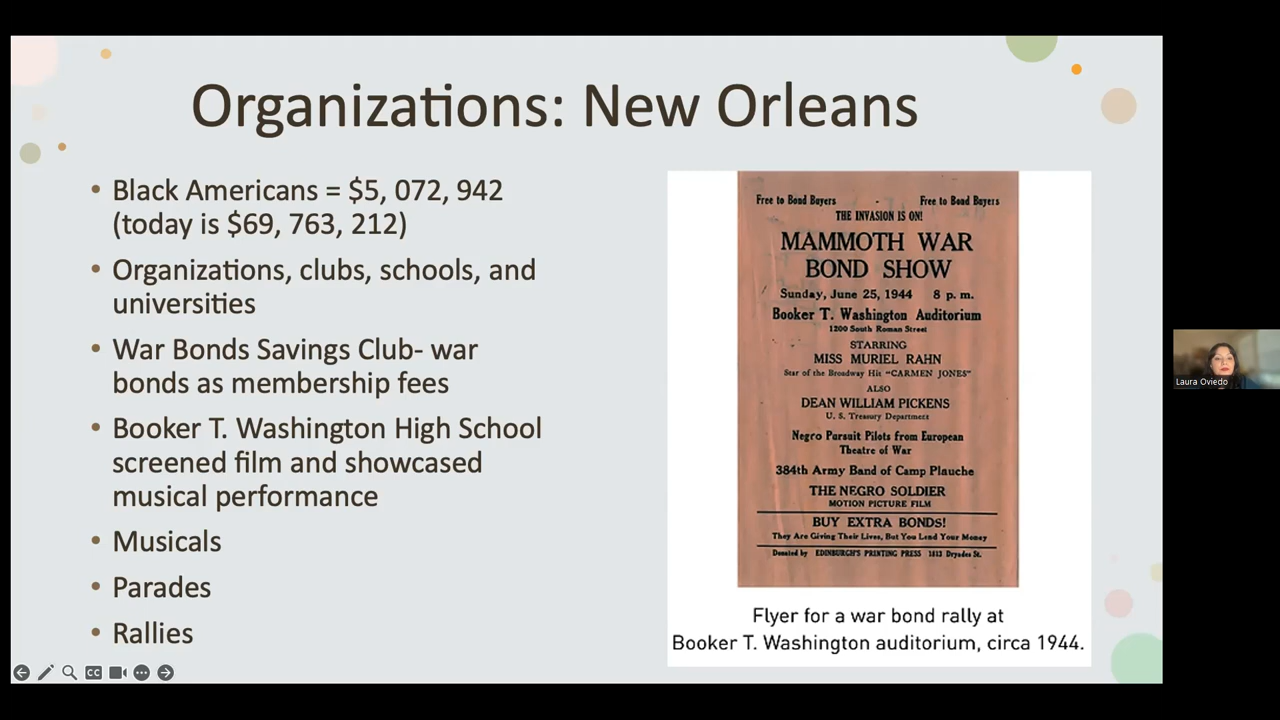 Organizations: New Orleans
• Black Americans = $5, 072, 942
(today is $69, 763, 212)
• Organizations, clubs, schools, and
universities
• War Bonds Savings Club- war
bonds as membership fees
• Booker T. Washington High School
screened film and showcased
musical performance
• Musicals
• Parades
• Rallies
Free to Bond Buyers - Free to Bond Buyers
THE INVASION IS ON!
MAMMOTH WAR
BOND SHOW
Sunday, June 25, 1944 8 p. m.
Booker T. Washington Auditorium
1200 South Roman Street
STARRING
MISS MURIEL RAHN
Star of the Broadway Hit "CARMEN JONES"
ALSO
DEAN WILLIAM PICKENS
U. S. Treasury Department
Negro Pursuit Pilots from European
Theatre of War
384th Army Band of Camp Plauche
THE NEGRO SOLDIER
MOTION PICTURE FILM
BUY EXTRA BONDS!
They Are Giving Their Lives, But You Lend Your Money
Donated by EDINBURGH'S PRINTING PRESS 1813 Dryades St.
Flyer for a war bond rally at
Booker T. Washington auditorium, circa 1944.
CC
Laura Oviedo